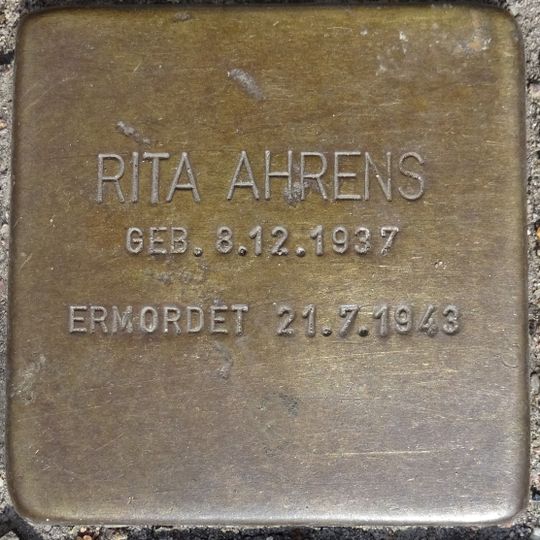 RITA AHRENS
GEB. 8.12.1937
ERMORDET 21.7.1943